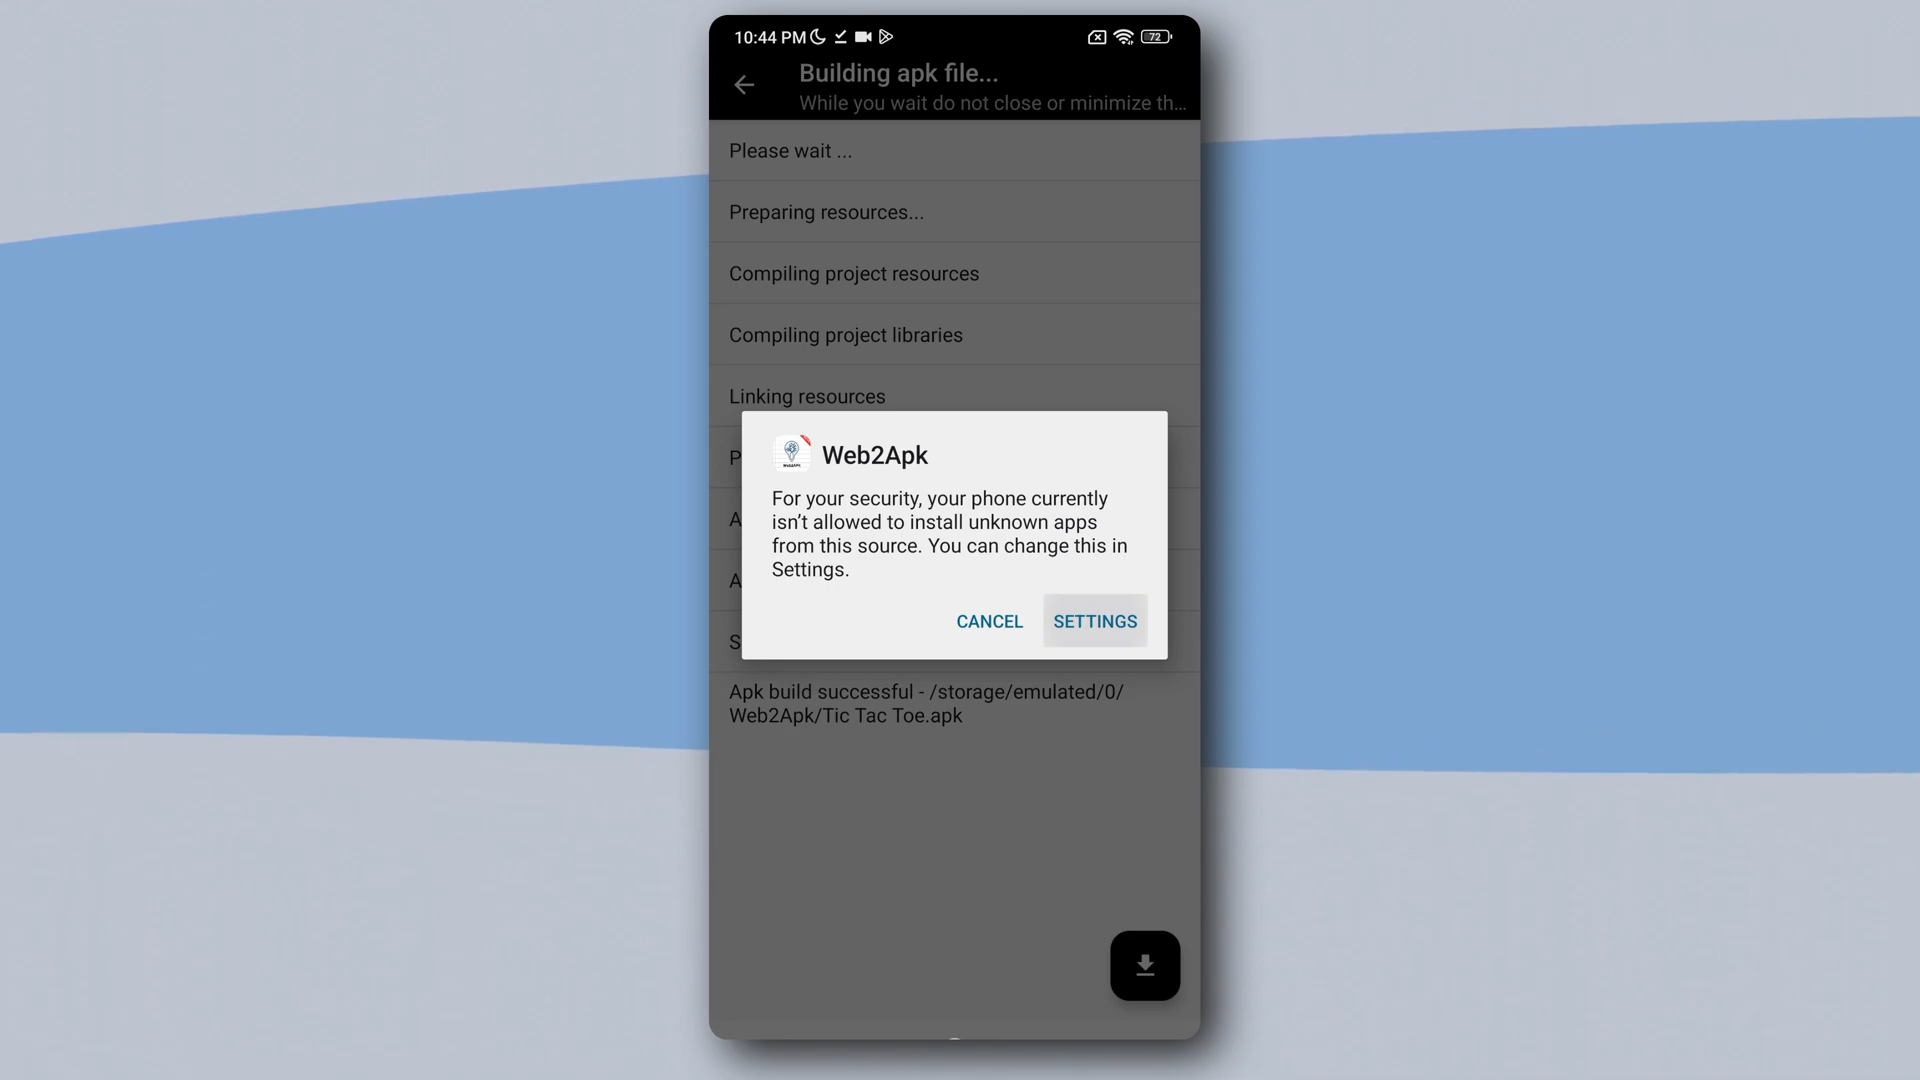 10:44 PM
72
Building apk file...
While you wait do not close or minimize th...
Please wait ...
Preparing resources...
Compiling project resources
Compiling project libraries
Linking resources
P
A
A
S
Web2Apk
For your security, your phone currently
isn't allowed to install unknown apps
from this source. You can change this in
Settings.
CANCEL
SETTINGS
Apk build successful - /storage/emulated/0/
Web2Apk/Tic Tac Toe.apk